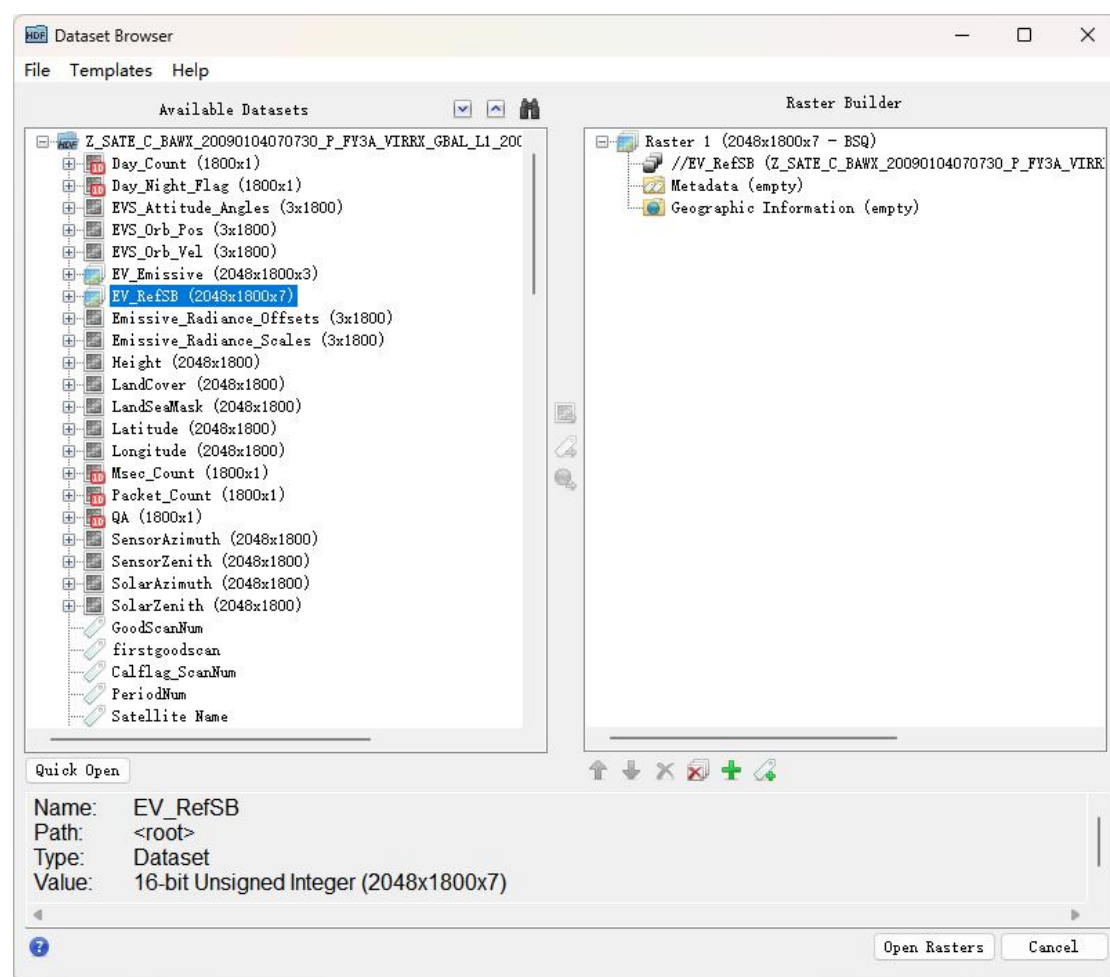 Dataset Browser
File Templates Help
Available Datasets
Z_SATE_C_BAWX_20090104070730_P_FY3A_VIRRX_GBAL_L1_200
Day_Count (1800x1)
Day_Night_Flag (1800x1)
EVS_Attitude_Angles (3x1800)
EVS_Orb_Pos (3x1800)
EVS_Orb_Vel (3x1800)
EV_Emissive (2048x1800x3)
EV_RefSB (2048x1800x7)
Emissive_Radiance_Offsets (3x1800)
Emissive_Radiance_Scales (3x1800)
Height (2048x1800)
LandCover (2048x1800)
LandSeaMask (2048x1800)
Latitude (2048x1800)
Longitude (2048x1800)
Msec_Count (1800x1)
Packet_Count (1800x1)
QA (1800x1)
SensorAzimuth (2048x1800)
SensorZenith (2048x1800)
SolarAzimuth (2048x1800)
SolarZenith (2048x1800)
GoodScanNum
firstgoodscan
Calflag_ScanNum
PeriodNum
Satellite Name
Quick Open
Raster Builder
Raster 1 (2048x1800x7 - BSQ)
//EV_RefSB (Z_SATE_C_BAWX_20090104070730_P_FY3A_VIRR
Metadata (empty)
Geographic Information (empty)
Name: EV_RefSB
Path: <root>
Type: Dataset
Value: 16-bit Unsigned Integer (2048x1800x7)
Open Rasters Cancel